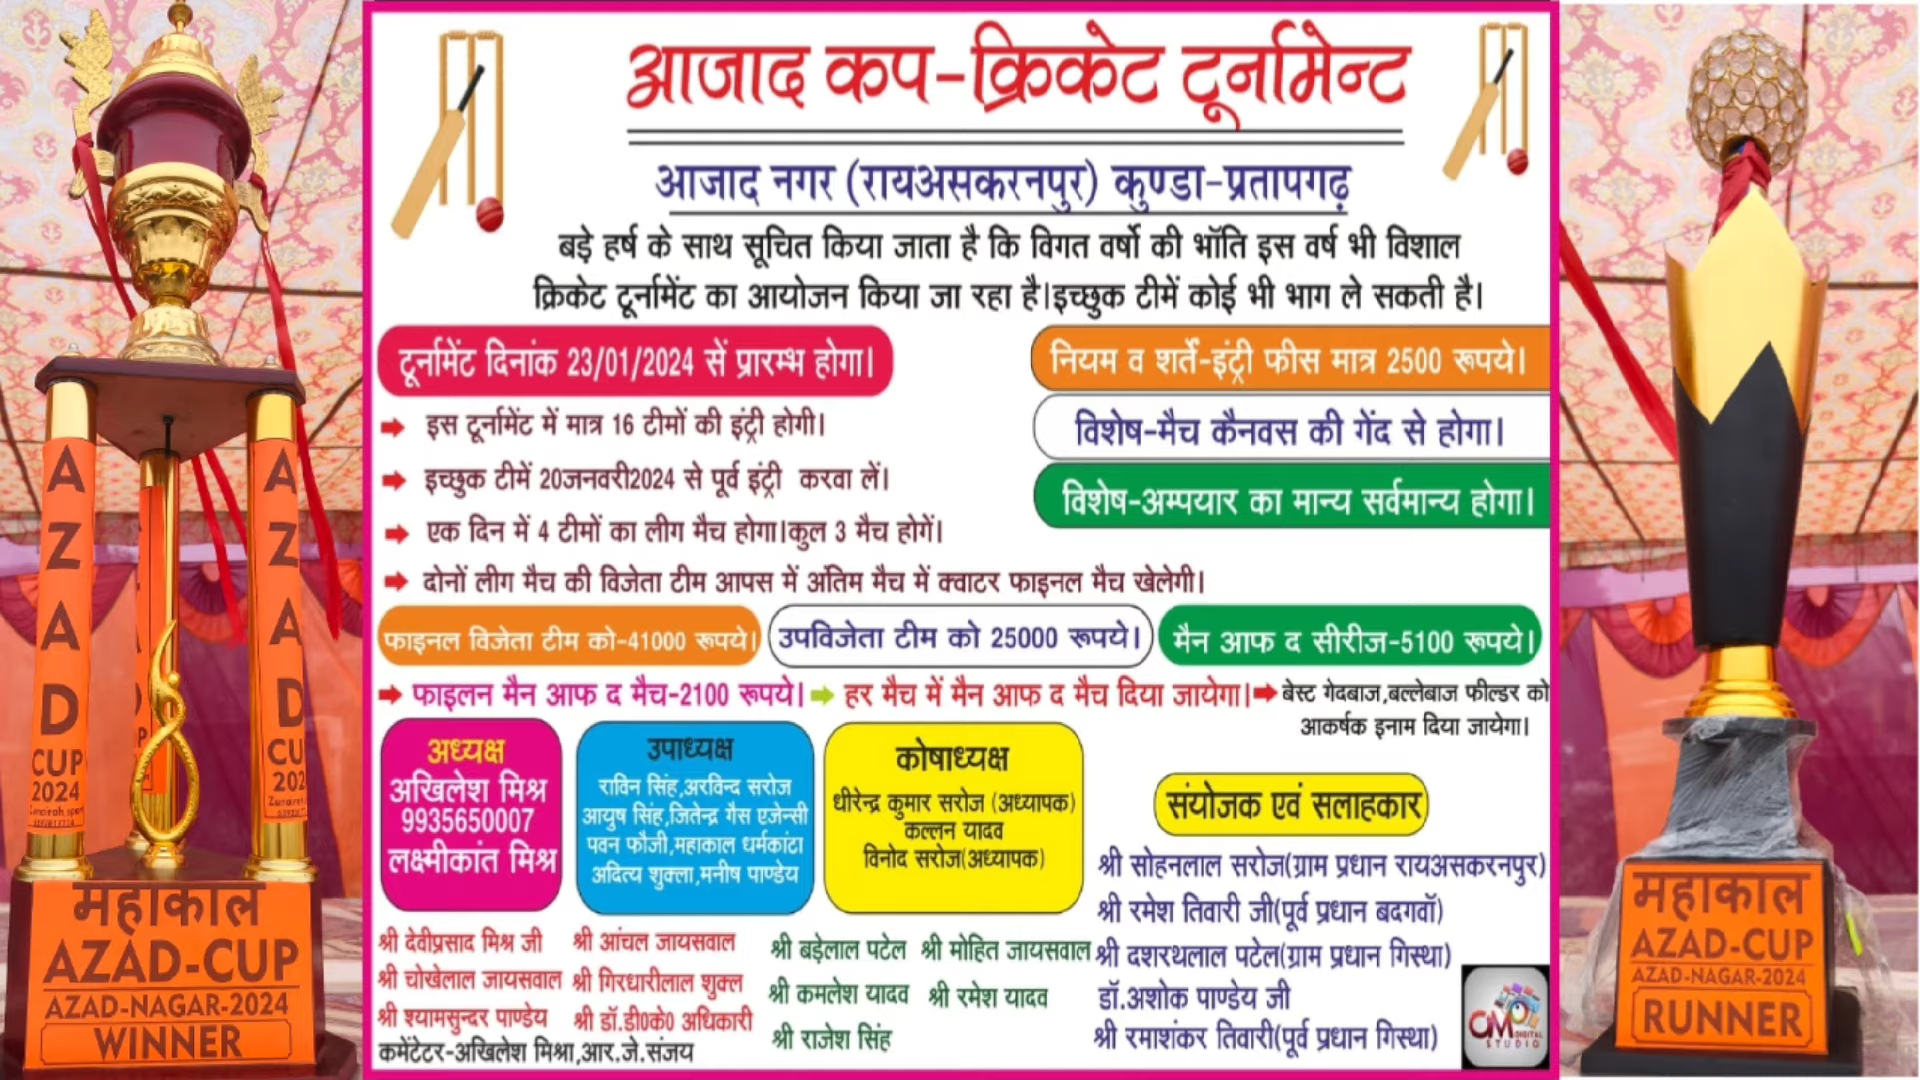 आजाद कप-क्रिकेट टूर्नामेन्ट
आजाद नगर (रायअसकरनपुर) कुण्डा-प्रतापगढ़
बड़े हर्ष के साथ सूचित किया जाता है कि विगत वर्षो की भॉति इस वर्ष भी विशाल
क्रिकेट टूर्नामेंट का आयोजन किया जा रहा है।इच्छुक टीमें कोई भी भाग ले सकती है।
टूर्नामेंट दिनांक 23/01/2024 सें प्रारम्भ होगा।
इस टूर्नामेंट में मात्र 16 टीमों की इंट्री होगी।
इच्छुक टीमें 20जनवरी2024 से पूर्व इंट्री करवा लें।
एक दिन में 4 टीमों का लीग मैच होगा।कुल 3 मैच होगें।
दोनों लीग मैच की विजेता टीम आपस में अंतिम मैच में क्वाटर फाइनल मैच खेलेगी।
नियम व शर्ते-इंट्री फीस मात्र 2500 रूपये।
विशेष-मैच कैनवस की गेंद से होगा।
विशेष-अम्पयार का मान्य सर्वमान्य होगा।
फाइनल विजेता टीम को-41000 रूपये।
उपविजेता टीम को 25000 रूपये।
मैन आफ द सीरीज-5100 रूपये।
फाइलन मैन आफ द मैच-2100 रूपये।
हर मैच में मैन आफ द मैच दिया जायेगा।
बेस्ट गेदबाज,बल्लेबाज फील्डर को
आकर्षक इनाम दिया जायेगा।
अध्यक्ष
अखिलेश मिश्र
9935650007
लक्ष्मीकांत मिश्र
उपाध्यक्ष
राविन सिंह,अरविन्द सरोज
आयुष सिंह,जितेन्द्र गैस एजेन्सी
पवन फौजी,महाकाल धर्मकांटा
अदित्य शुक्ला,मनीष पाण्डेय
कोषाध्यक्ष
धीरेन्द्र कुमार सरोज (अध्यापक)
कल्लन यादव
विनोद सरोज(अध्यापक)
संयोजक एवं सलाहकार
श्री सोहनलाल सरोज(ग्राम प्रधान रायअसकरनपुर)
श्री रमेश तिवारी जी(पूर्व प्रधान बदगवॉ)
श्री दशरथलाल पटेल(ग्राम प्रधान गिस्था)
डॉ.अशोक पाण्डेय जी
श्री रमाशंकर तिवारी(पूर्व प्रधान गिस्था)
श्री देवीप्रसाद मिश्र जी
श्री आंचल जायसवाल
श्री चोखेलाल जायसवाल
श्री गिरधारीलाल शुक्ल
श्री श्यामसुन्दर पाण्डेय
श्री डॉ.डी0के0 अधिकारी
श्री बड़ेलाल पटेल
श्री मोहित जायसवाल
श्री कमलेश यादव
श्री रमेश यादव
श्री राजेश सिंह
कमेंटेटर-अखिलेश मिश्रा,आर.जे.संजय
CM DIGITAL
STUDIO
AZAD
CUP
2024
AZAD
CU
202
महाकाल
AZAD-CUP
AZAD-NAGAR-2024
WINNER
महाकाल
AZAD-CUP
AZAD-NAGAR-2024
RUNNER